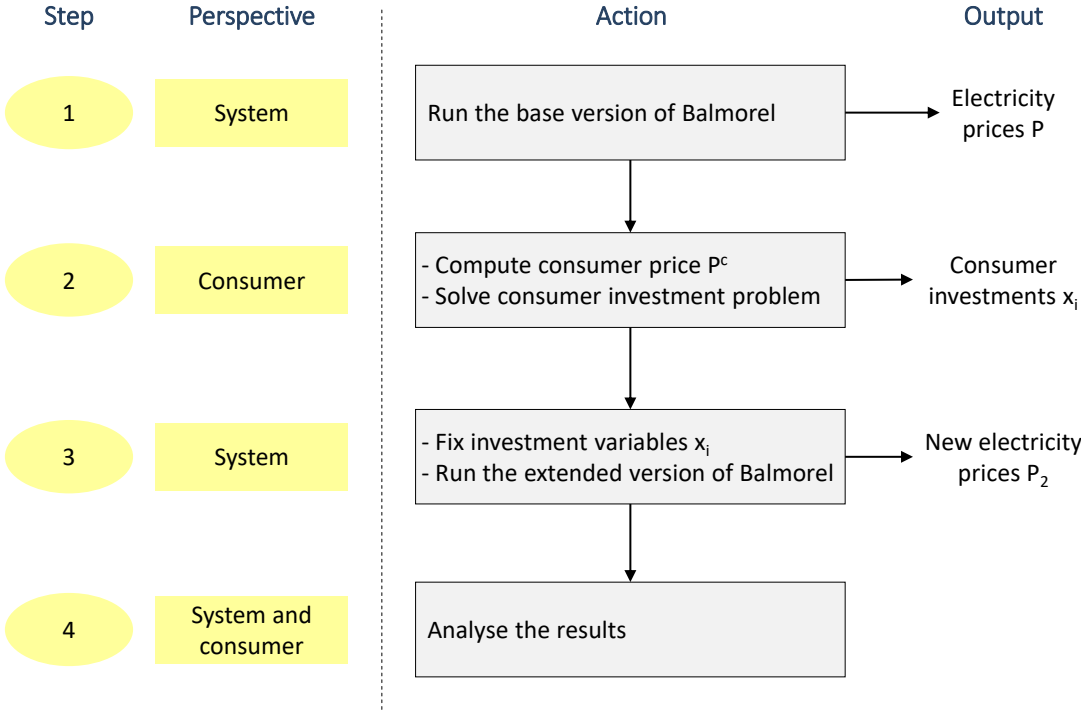 Step Perspective Action Output
1 System Run the base version of Balmorel Electricity
prices P
2 Consumer - Compute consumer price Pᶜ
- Solve consumer investment problem
Consumer
investments xᵢ
3 System - Fix investment variables xᵢ
- Run the extended version of Balmorel
New electricity
prices P₂
4 System and
consumer
Analyse the results